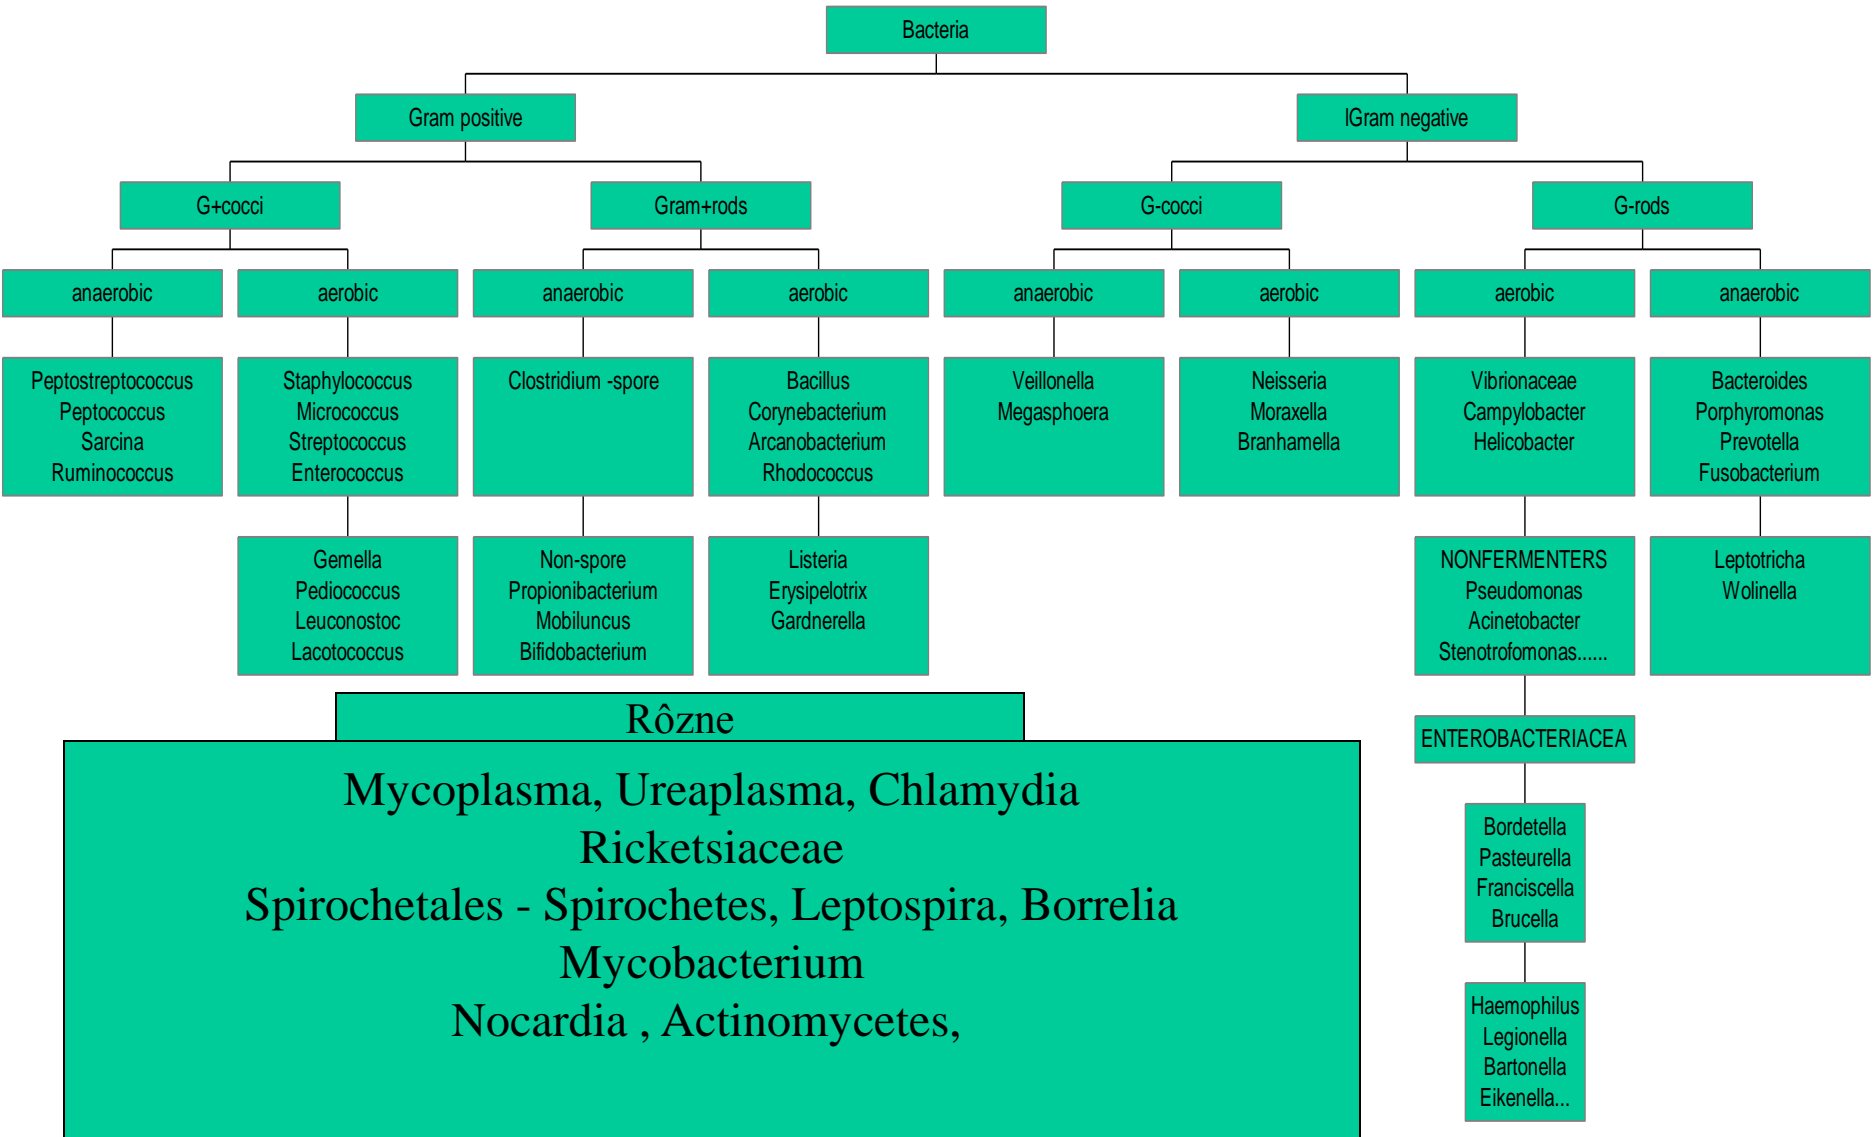 Bacteria
Gram positive
IGram negative
G+cocci
Gram+rods
G-cocci
G-rods
anaerobic
aerobic
anaerobic
aerobic
anaerobic
aerobic
aerobic
anaerobic
Peptostreptococcus
Peptococcus
Sarcina
Ruminococcus
Staphylococcus
Micrococcus
Streptococcus
Enterococcus
Clostridium -spore
Bacillus
Corynebacterium
Arcanobacterium
Rhodococcus
Veillonella
Megasphoera
Neisseria
Moraxella
Branhamella
Vibrionaceae
Campylobacter
Helicobacter
Bacteroides
Porphyromonas
Prevotella
Fusobacterium
Gemella
Pediococcus
Leuconostoc
Lacotococcus
Non-spore
Propionibacterium
Mobiluncus
Bifidobacterium
Listeria
Erysipelotrix
Gardnerella
NONFERMENTERS
Pseudomonas
Acinetobacter
Stenotrofomonas......
Leptotricha
Wolinella
ENTEROBACTERIACEA
Bordetella
Pasteurella
Franciscella
Brucella
Haemophilus
Legionella
Bartonella
Eikenella...
Rôzne
Mycoplasma, Ureaplasma, Chlamydia
Ricketsiaceae
Spirochetales - Spirochetes, Leptospira, Borrelia
Mycobacterium
Nocardia , Actinomycetes,